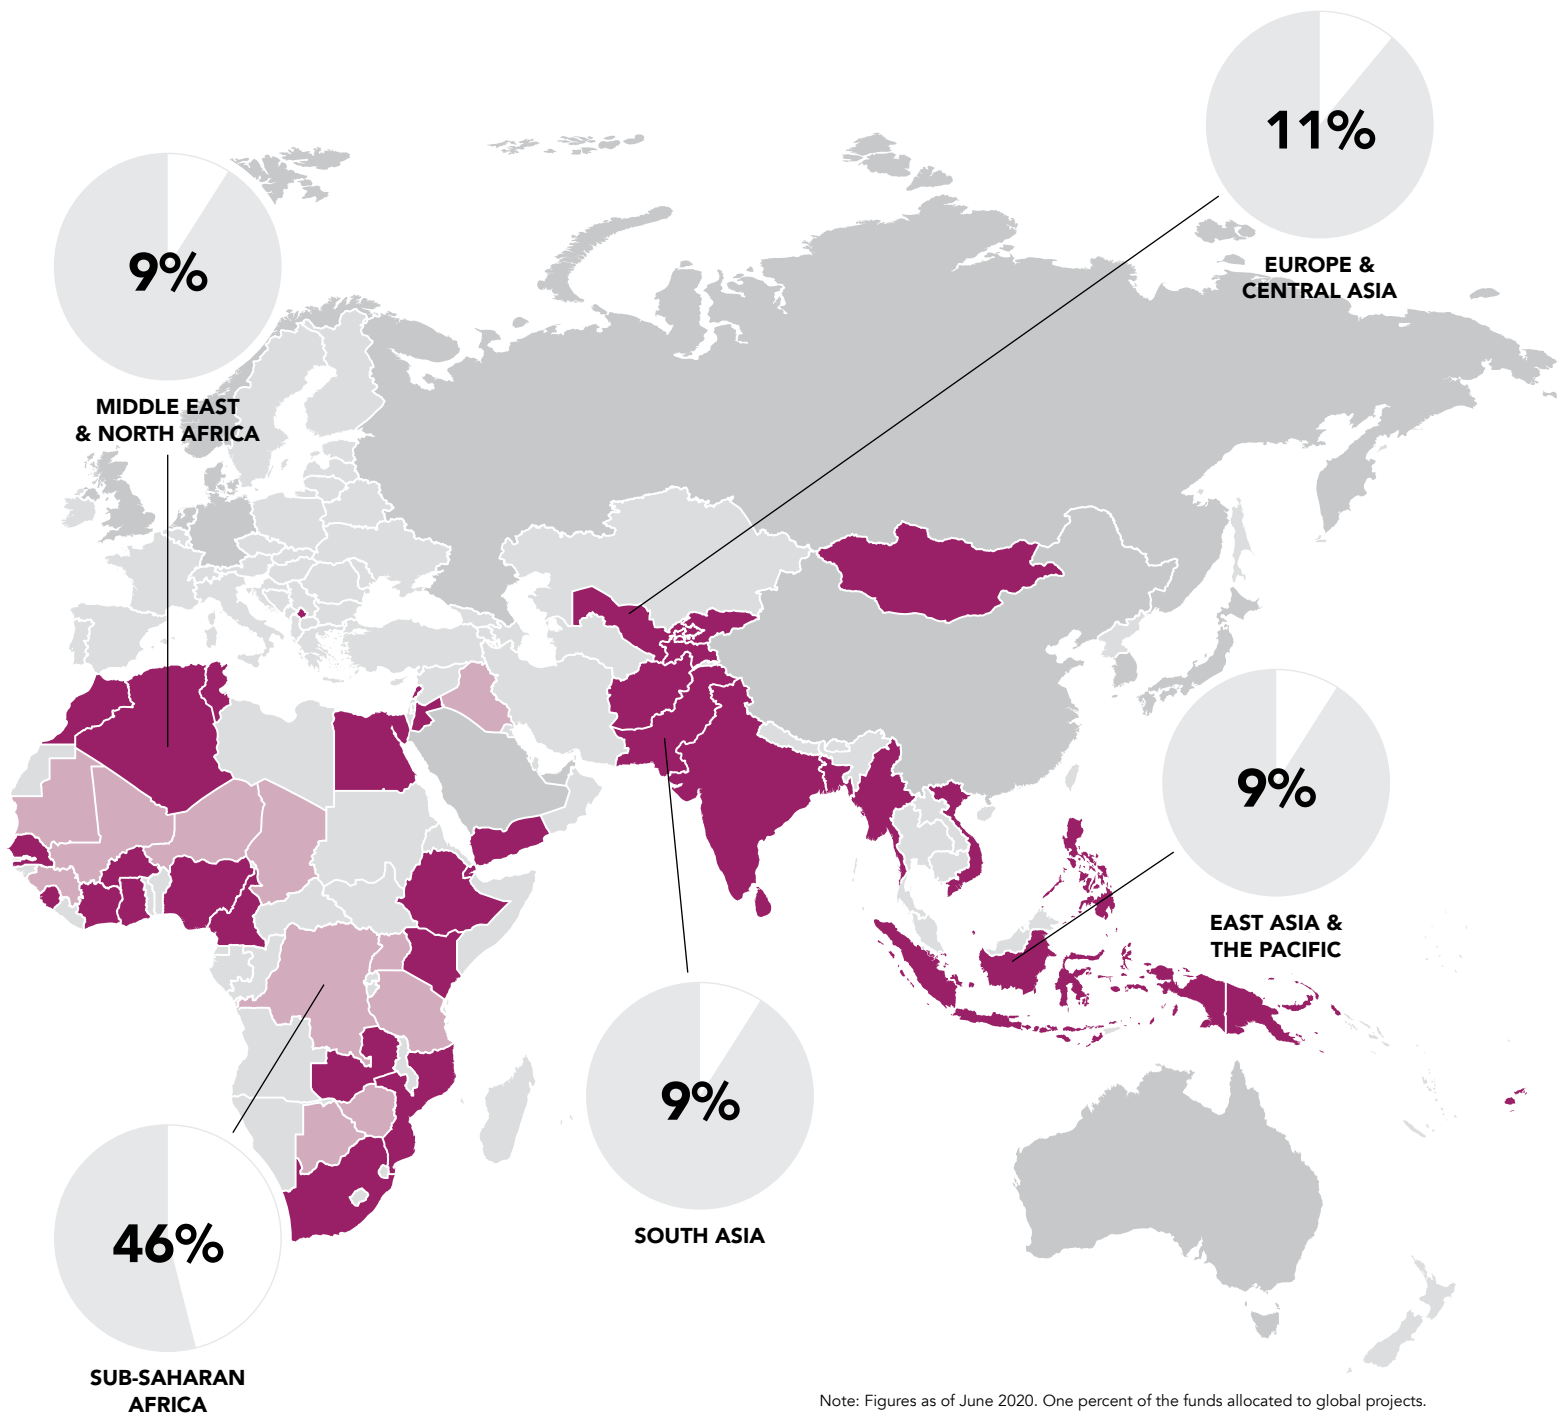 11%
EUROPE &
CENTRAL ASIA
9%
MIDDLE EAST
& NORTH AFRICA
9%
EAST ASIA &
THE PACIFIC
9%
SOUTH ASIA
46%
SUB-SAHARAN
AFRICA
Note: Figures as of June 2020. One percent of the funds allocated to global projects.